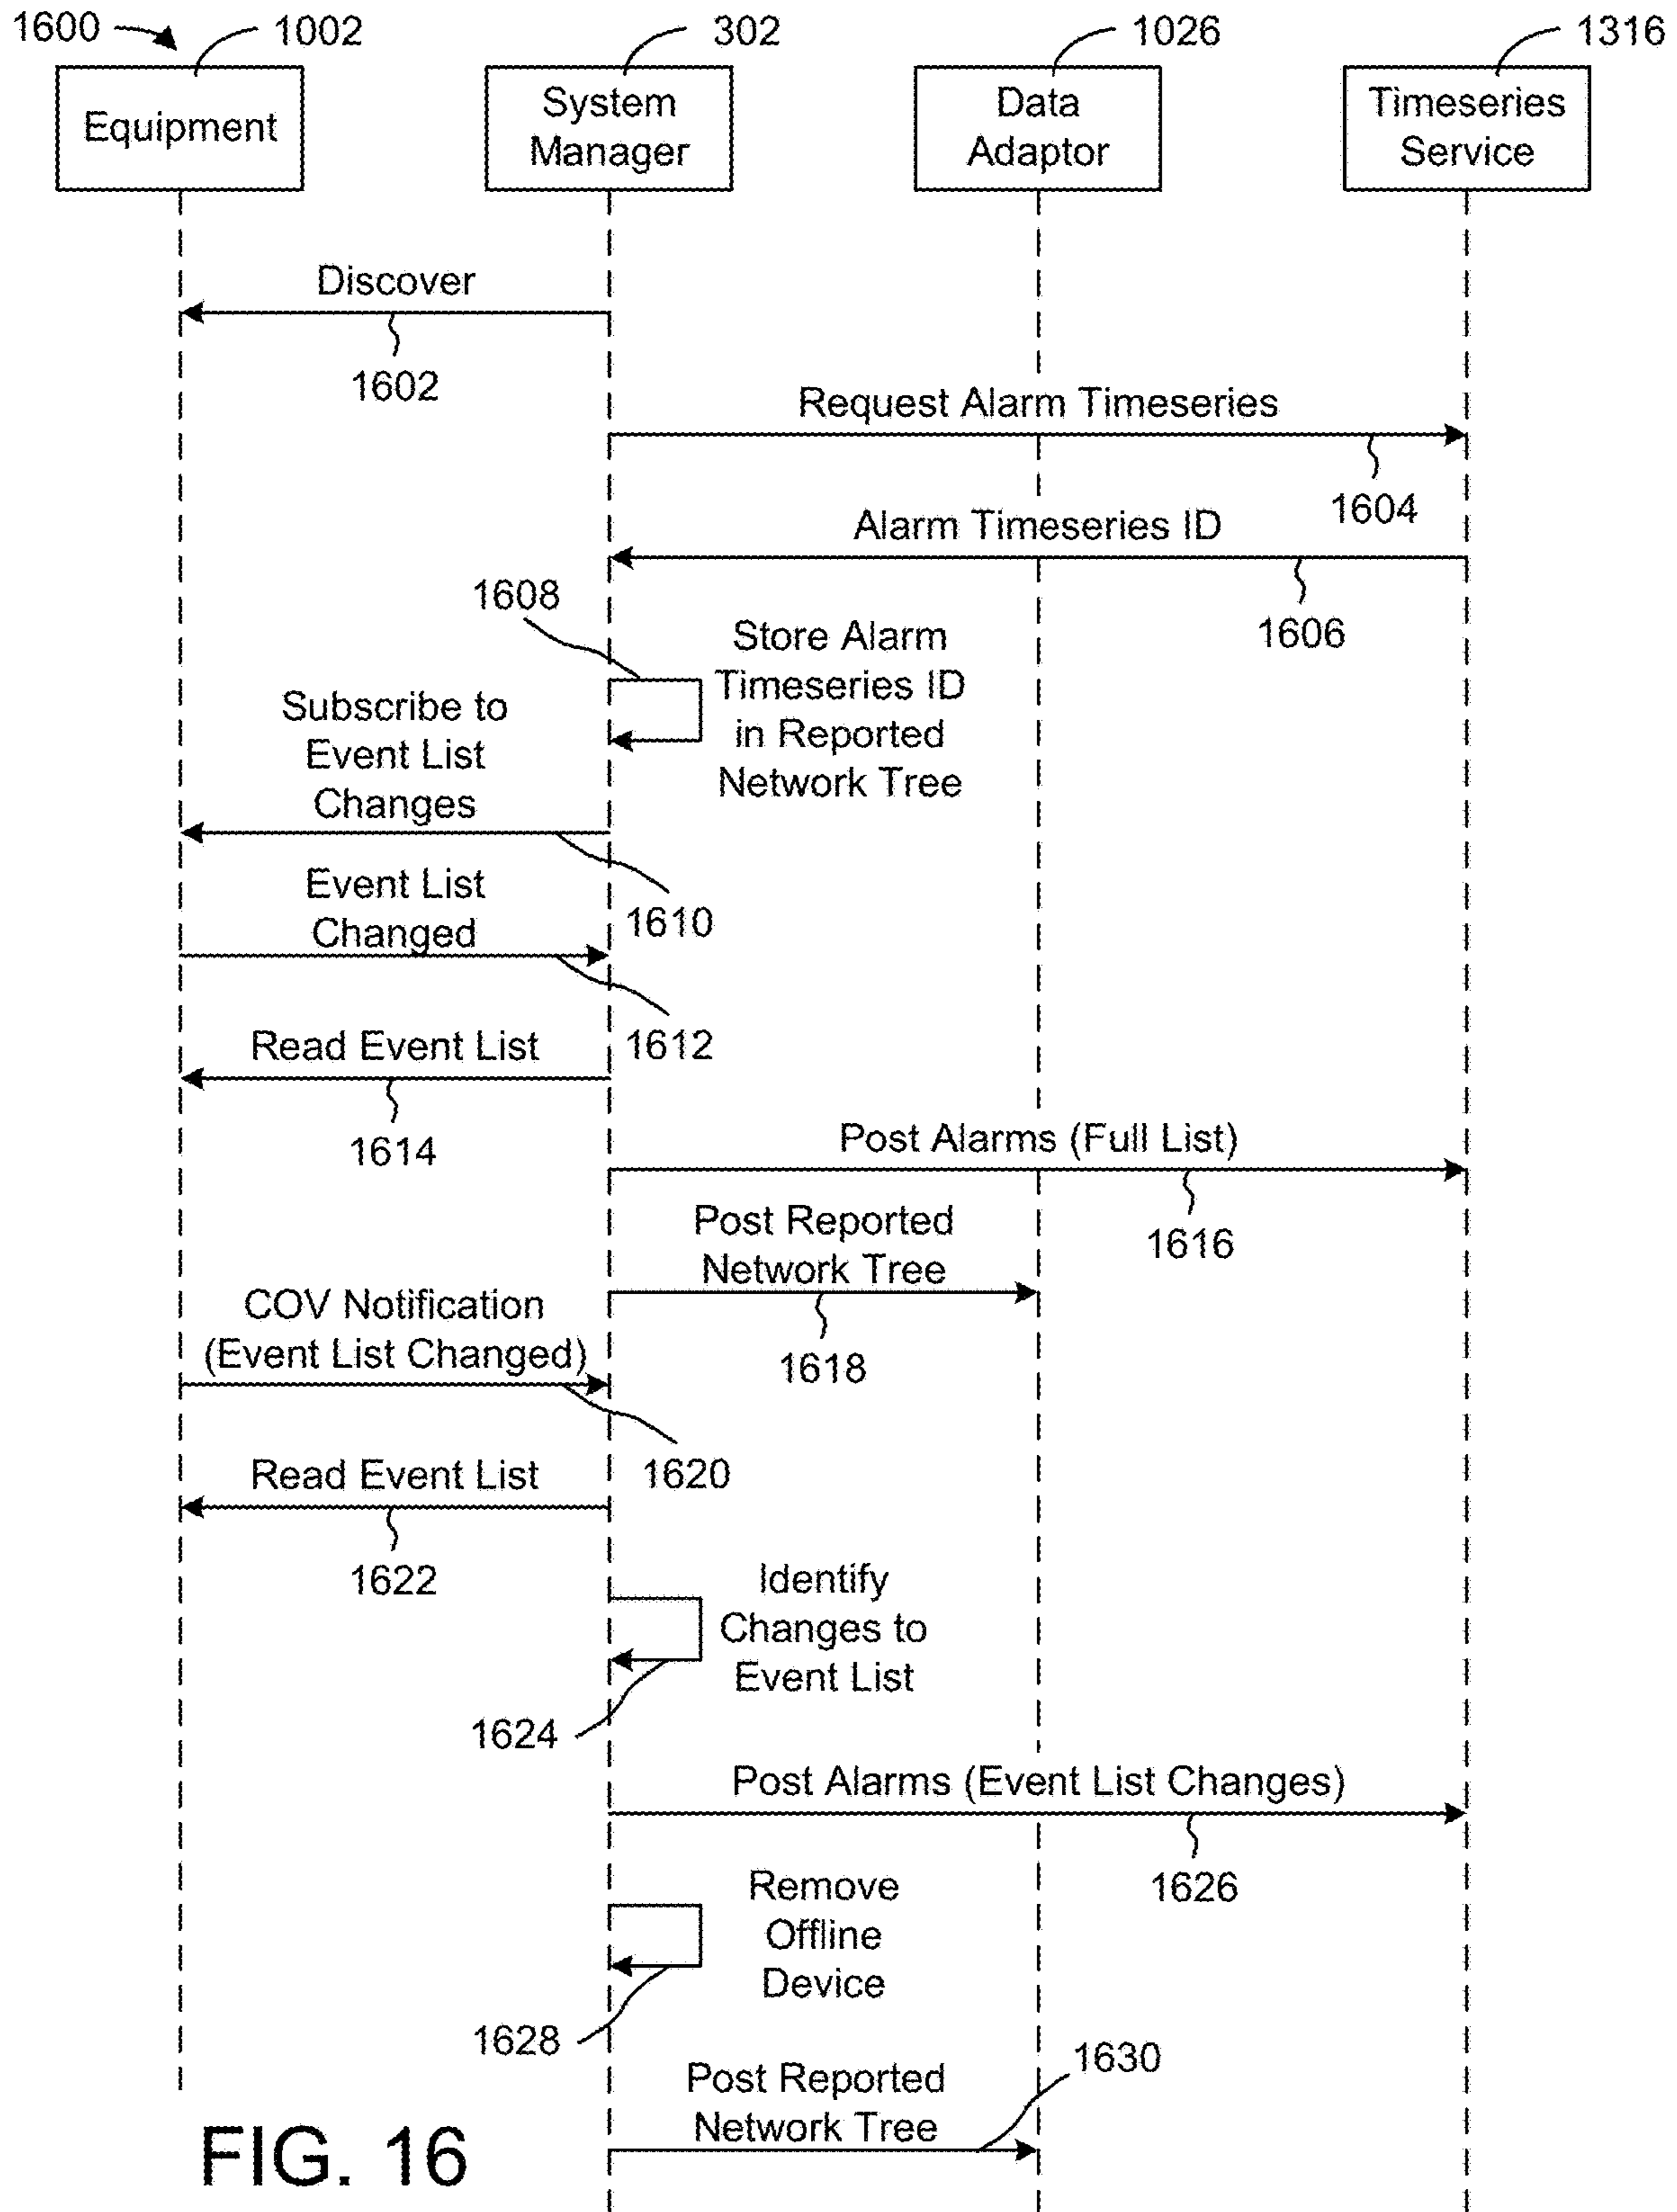 1600
1002
302
1026
1316
Equipment
System
Manager
Data
Adaptor
Timeseries
Service
Discover
1602
Request Alarm Timeseries
1604
Alarm Timeseries ID
1606
1608
Store Alarm
Timeseries ID
in Reported
Network Tree
Subscribe to
Event List
Changes
1610
Event List
Changed
1612
Read Event List
1614
Post Alarms (Full List)
1616
Post Reported
Network Tree
1618
COV Notification
(Event List Changed)
1620
Read Event List
1622
Identify
Changes to
Event List
1624
Post Alarms (Event List Changes)
1626
Remove
Offline
Device
1628
Post Reported
Network Tree
1630
FIG. 16